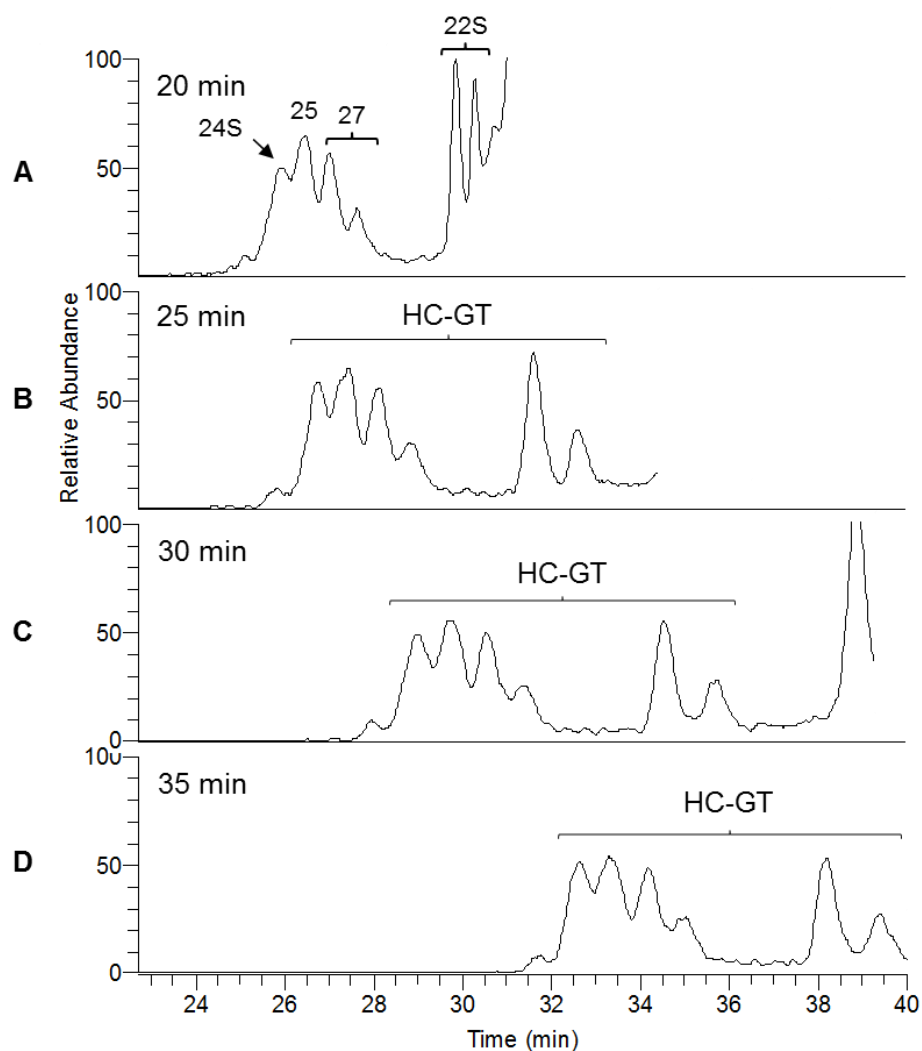 22S
100
20 min
25
27
24S
A
50
100
25 min
HC-GT
B
50
Relative Abundance
0
100
30 min
HC-GT
C
50
0
100
35 min
HC-GT
D
50
0
24 26 28 30 32 34 36 38 40
Time (min)